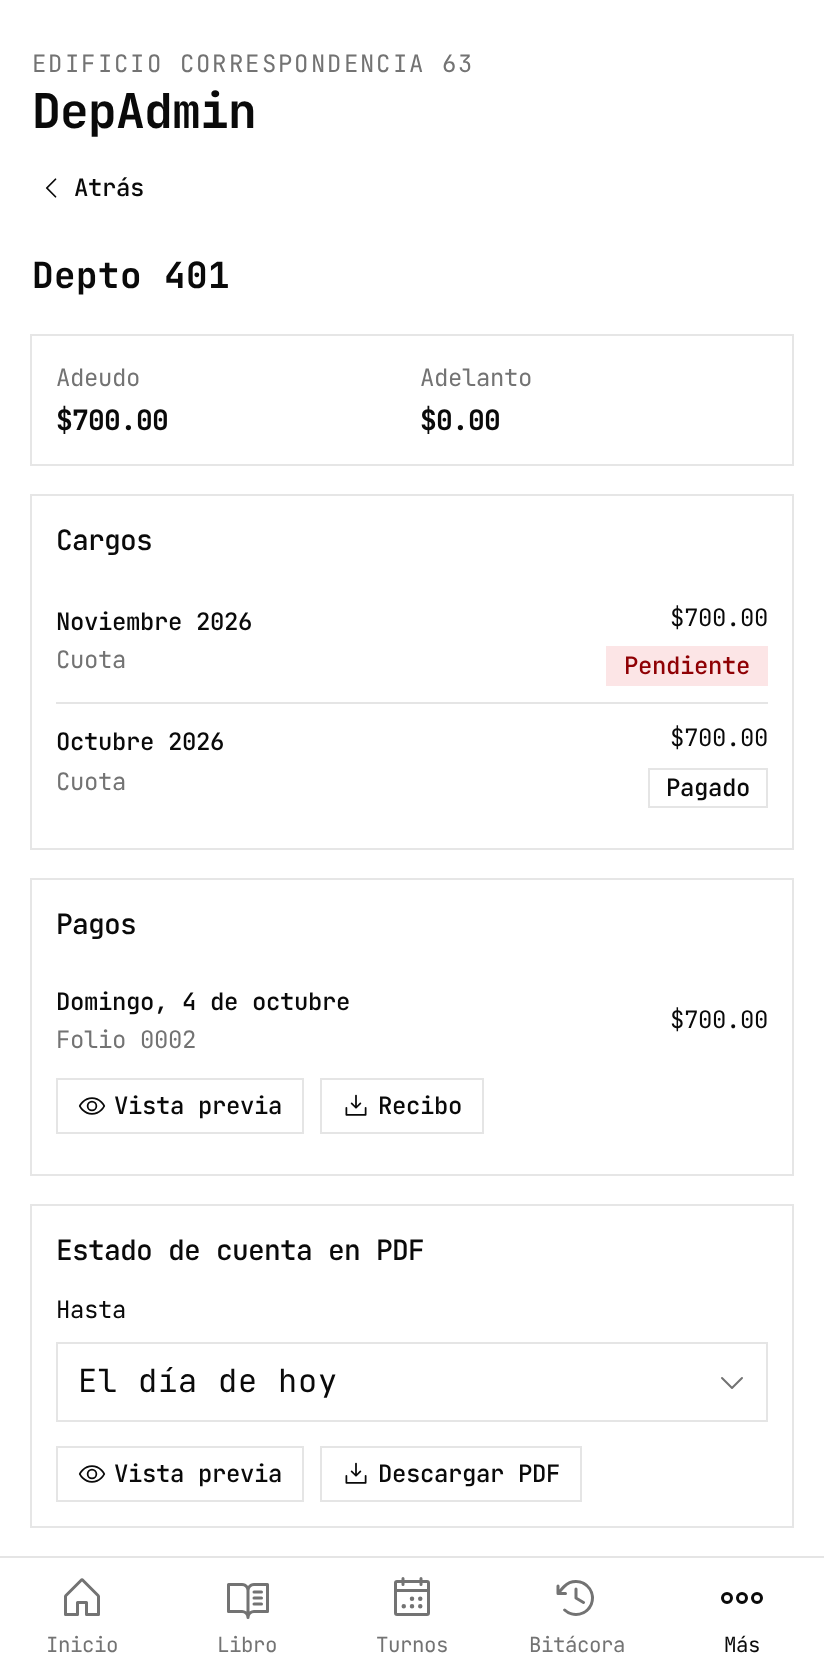 EDIFICIO CORRESPONDENCIA 63
DepAdmin
Atrás
Depto 401
Adeudo
Adelanto
$700.00
$0.00
Cargos
Noviembre 2026
$700.00
Cuota
Pendiente
Octubre 2026
$700.00
Cuota
Pagado
Pagos
Domingo, 4 de octubre
$700.00
Folio 0002
Vista previa
Recibo
Estado de cuenta en PDF
Hasta
El día de hoy
Vista previa
Descargar PDF
Inicio
Libro
Turnos
Bitácora
Más